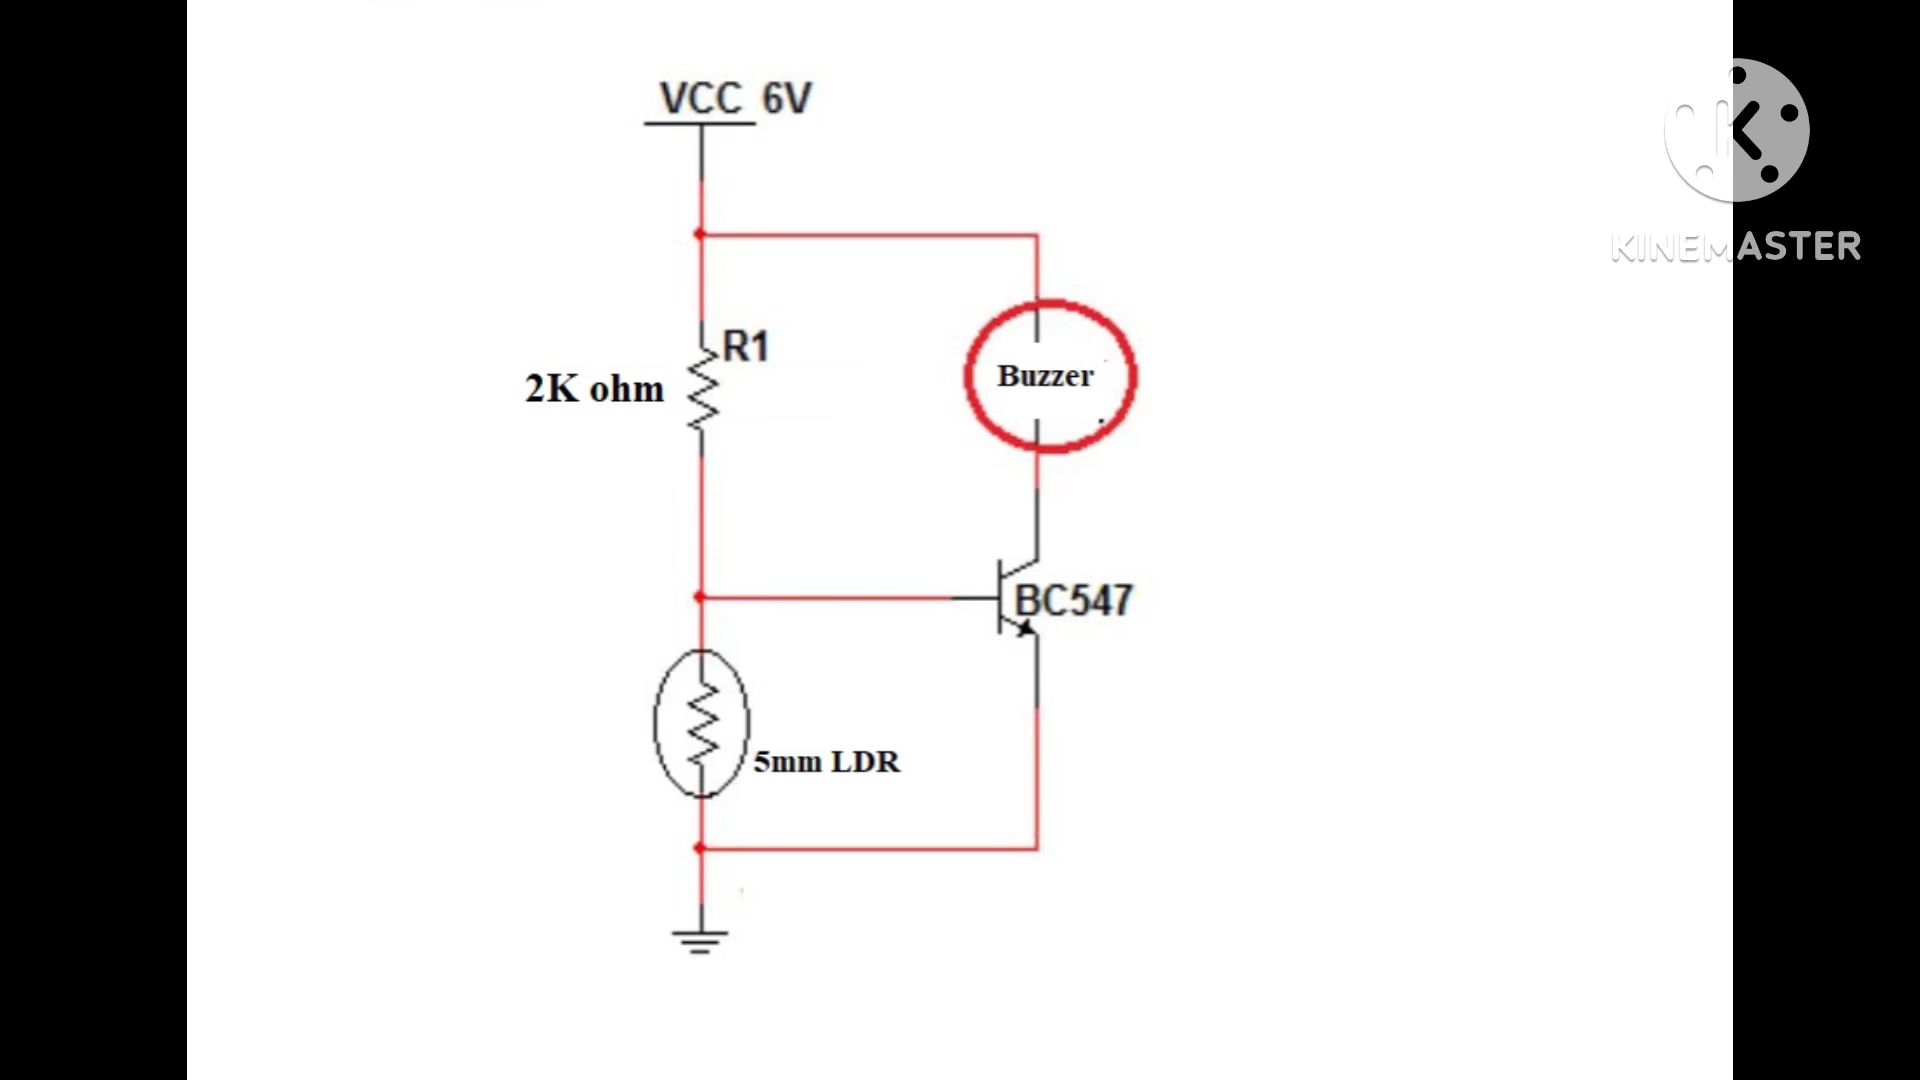 VCC 6V
KINEMASTER
R1
2K ohm
Buzzer
BC547
5mm LDR